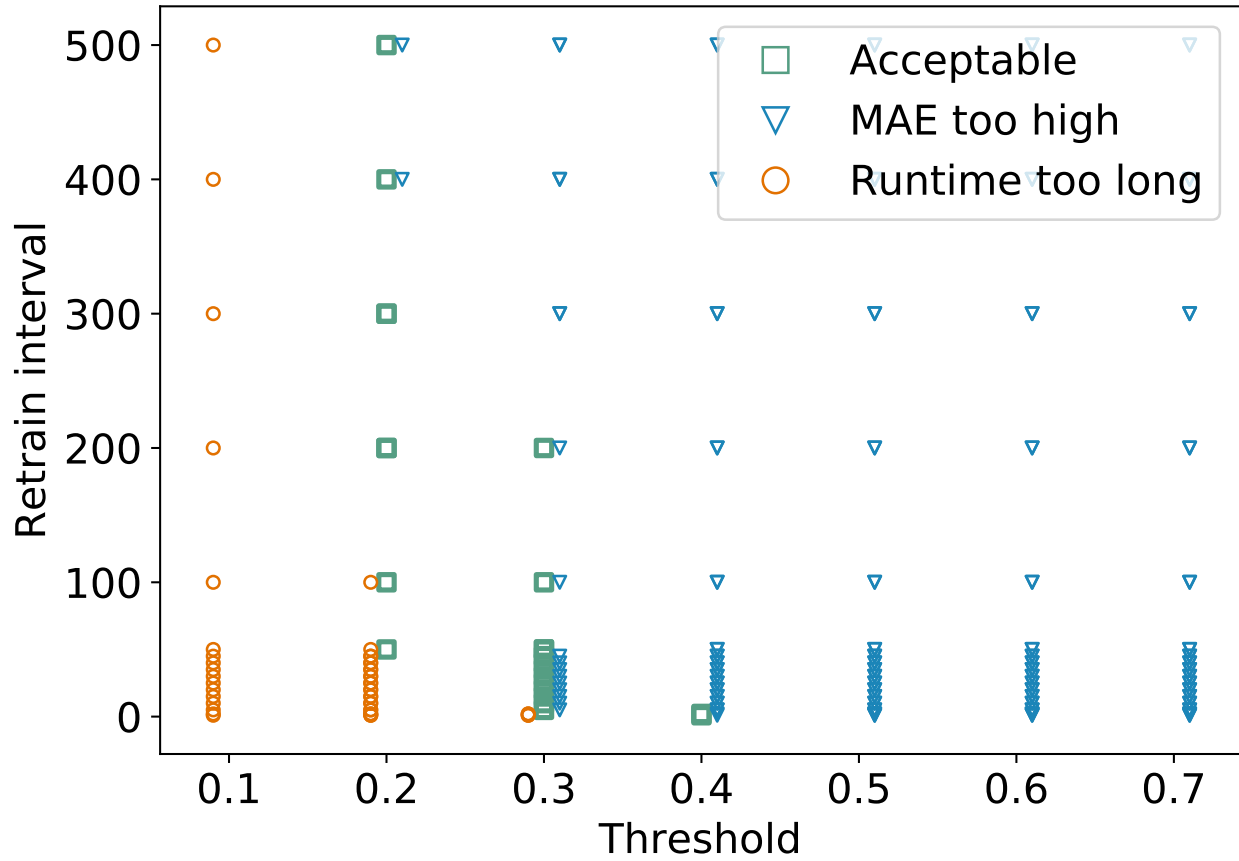 500
400
300
200
100
0
Retrain interval
Acceptable
MAE too high
Runtime too long
0.1 0.2 0.3 0.4 0.5 0.6 0.7
Threshold